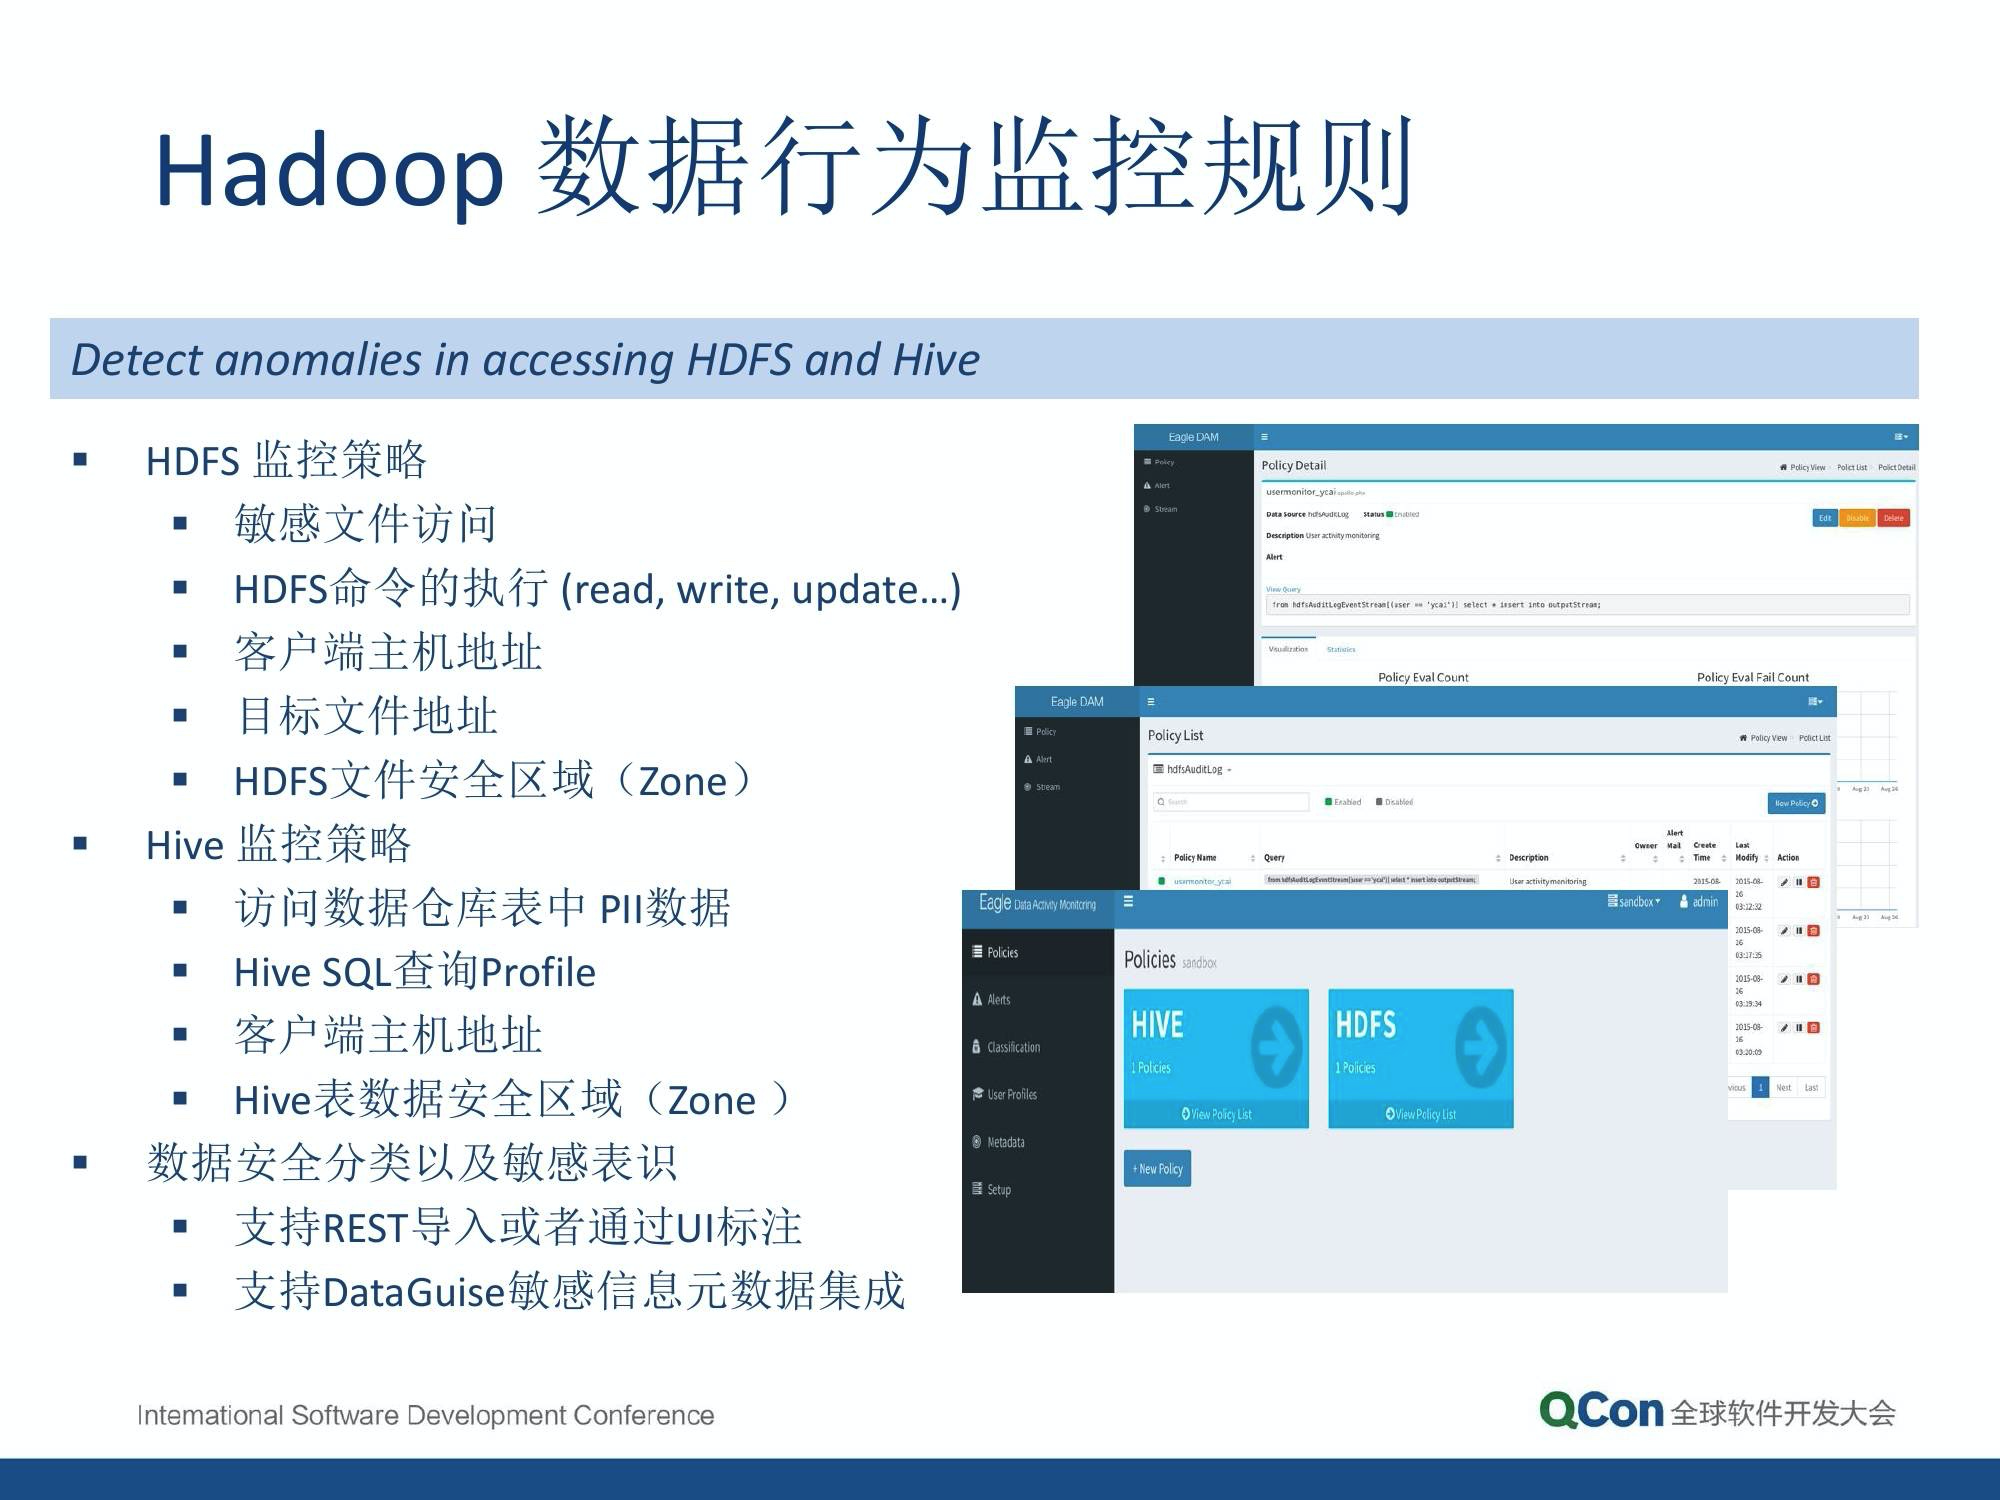 Hadoop 数据行为监控规则
Detect anomalies in accessing HDFS and Hive
▪ HDFS 监控策略
▪ 敏感文件访问
▪ HDFS命令的执行 (read, write, update…)
▪ 客户端主机地址
▪ 目标文件地址
▪ HDFS文件安全区域（Zone）
▪ Hive 监控策略
▪ 访问数据仓库表中 PII数据
▪ Hive SQL查询Profile
▪ 客户端主机地址
▪ Hive表数据安全区域（Zone ）
▪ 数据安全分类以及敏感表识
▪ 支持REST导入或者通过UI标注
▪ 支持DataGuise敏感信息元数据集成
Eagle DAM
Policy
Alert
Stream
Policy Detail
Policy View Polict List Polict Detail
usermonitor_ycai
Data Source hdfsAuditLog Status Enabled
Edit Disable Delete
Description User activity monitoring
Alert
View Query
from hdfsAuditLogEventStream[(user == 'ycai')] select * insert into outputStream;
Visualization Statistics
Policy Eval Count
Policy Eval Fail Count
Eagle DAM
Policy
Alert
Stream
Policy List
Policy View Polict List
hdfsAuditLog
Search
Enabled Disabled
New Policy
Policy Name Query Description Owner Alert Mail Create Time Last Modify Action
usermonitor_ycai from hdfsAuditLogEventStream[(user == 'ycai')] select * insert into outputStream; User activity monitoring 2015-08- 2015-08-
16
03:12:32
2015-08-
16
03:17:35
2015-08-
16
03:19:34
2015-08-
16
03:20:09
vious 1 Next Last
Aug 23 Aug 26
Eagle Data Activity Monitoring
sandbox admin
Policies
Alerts
Classification
User Profiles
Metadata
Setup
Policies sandbox
HIVE
1 Policies
View Policy List
HDFS
1 Policies
View Policy List
+ New Policy
International Software Development Conference
QCon 全球软件开发大会